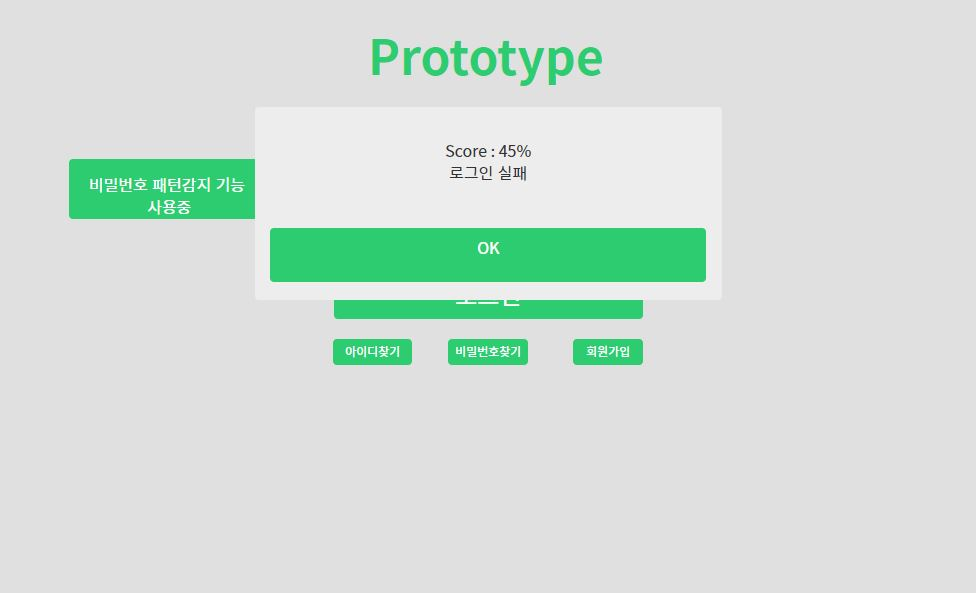 Prototype
Score : 45%
로그인 실패
비밀번호 패턴감지 기능
사용중
OK
아이디찾기
비밀번호찾기
회원가입